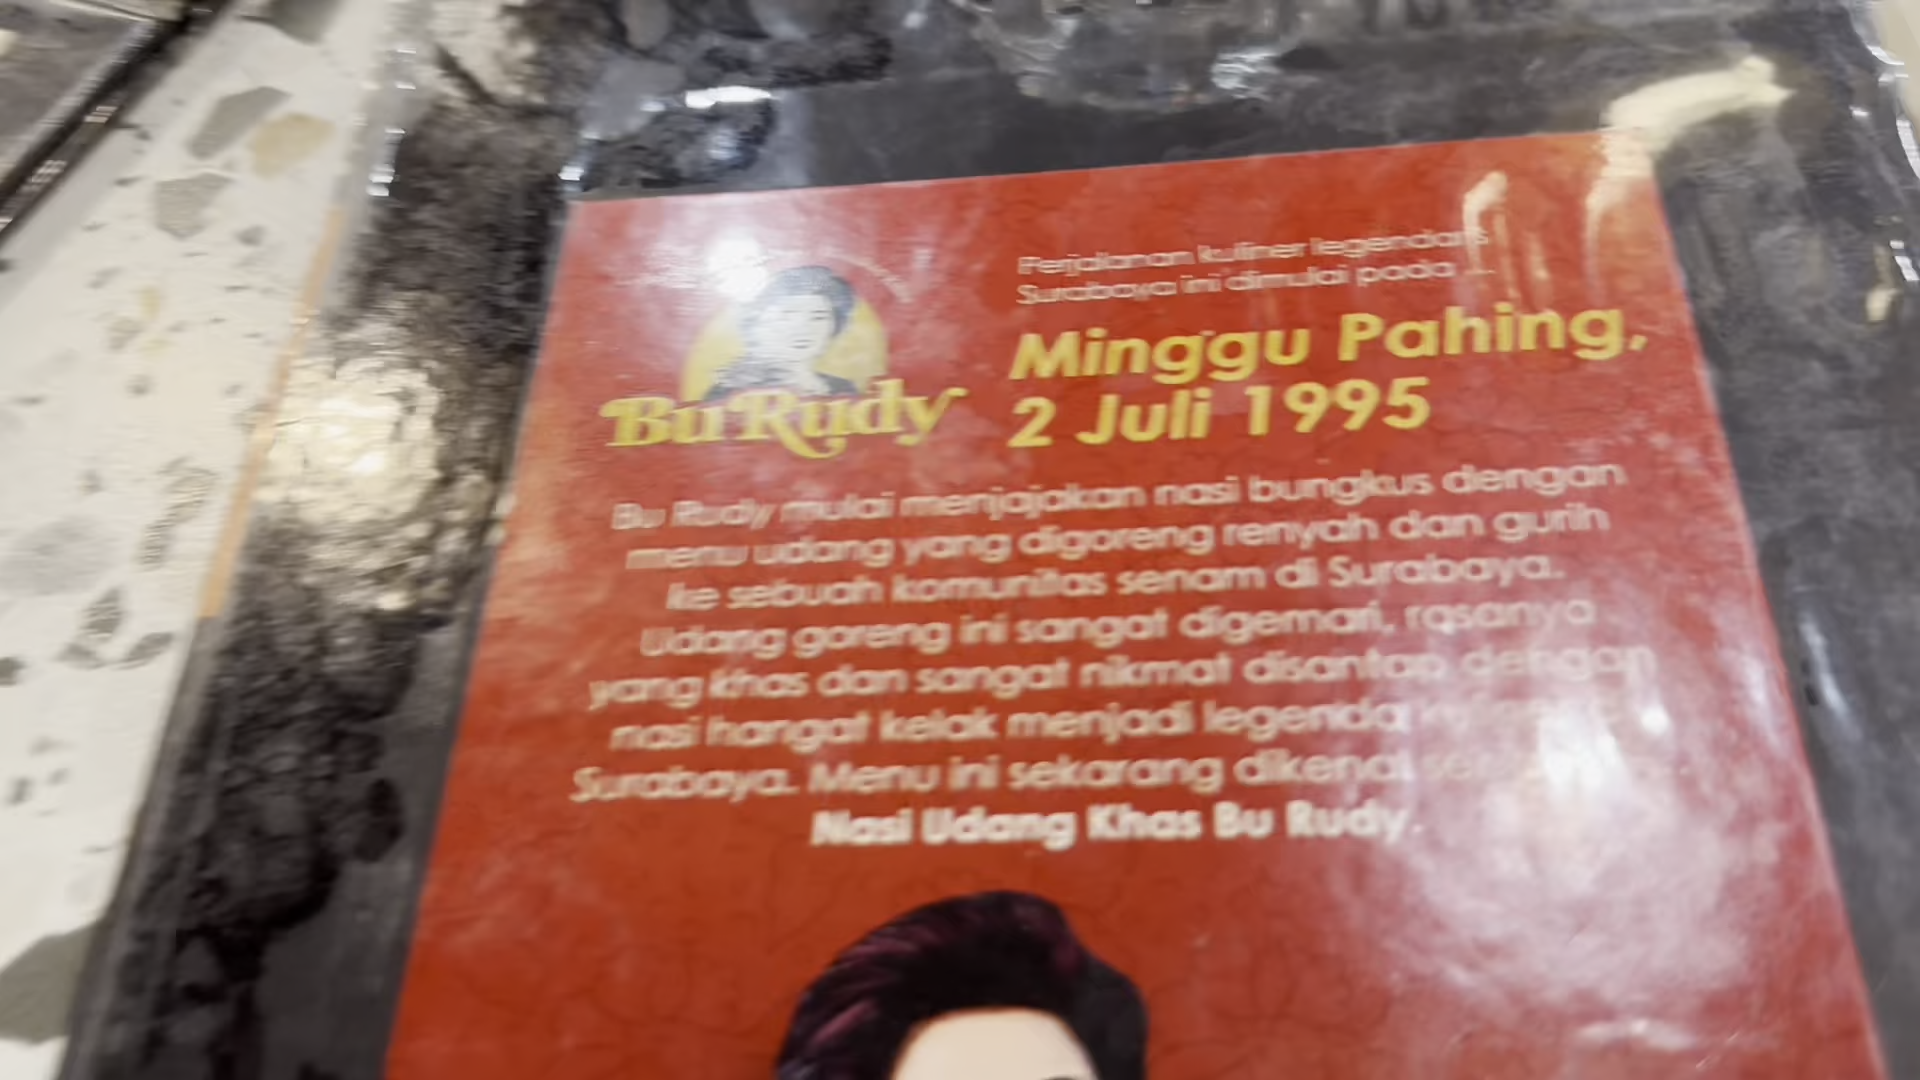 Bu Rudy
Perjalanan kuliner legendaris
Surabaya ini dimulai pada ...
Minggu Pahing,
2 Juli 1995
Bu Rudy mulai menjajakan nasi bungkus dengan
menu udang yang digoreng renyah dan gurih
ke sebuah komunitas senam di Surabaya.
Udang goreng ini sangat digemari, rasanya
yang khas dan sangat nikmat disantap dengan
nasi hangat kelak menjadi legenda
Surabaya. Menu ini sekarang dikenal
Nasi Udang Khas Bu Rudy.